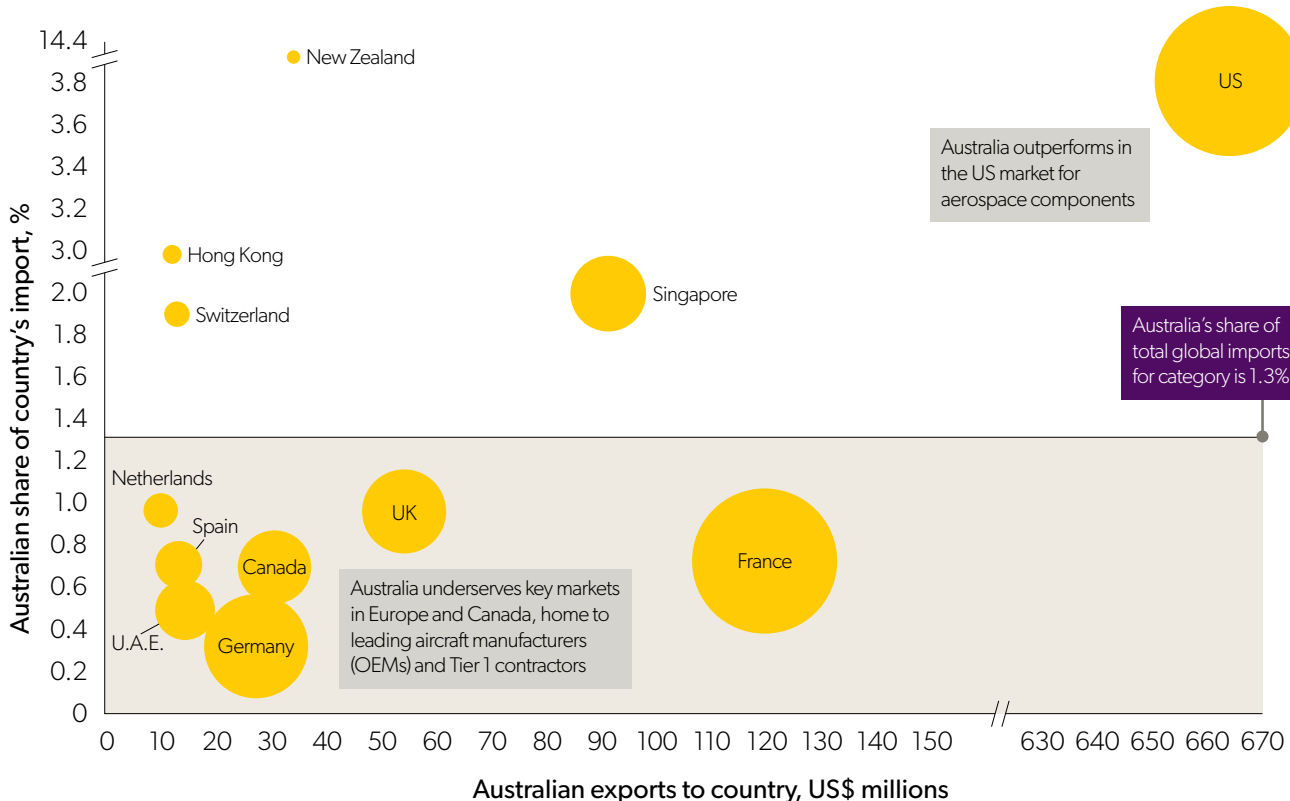 Australian share of country's import, %
14.4
3.8
3.6
3.4
3.2
3.0
2.0
1.8
1.6
1.4
1.2
1.0
0.8
0.6
0.4
0.2
0
New Zealand
US
Australia outperforms in
the US market for
aerospace components
Hong Kong
Singapore
Switzerland
Australia's share of
total global imports
for category is 1.3%
Netherlands
Spain
UK
Canada
France
U.A.E.
Germany
Australia underserves key markets
in Europe and Canada, home to
leading aircraft manufacturers
(OEMs) and Tier 1 contractors
0 10 20 30 40 50 60 70 80 90 100 110 120 130 140 150 630 640 650 660 670
Australian exports to country, US$ millions